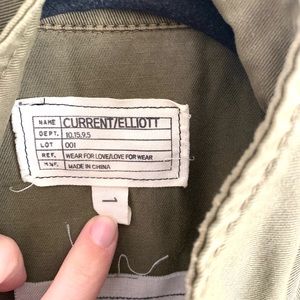 NAME CURRENT/ELLIOTT
DEPT. 10.15.9.5
LOT 001
REF. WEAR FOR LOVE/LOVE FOR WEAR
MNF. MADE IN CHINA
1